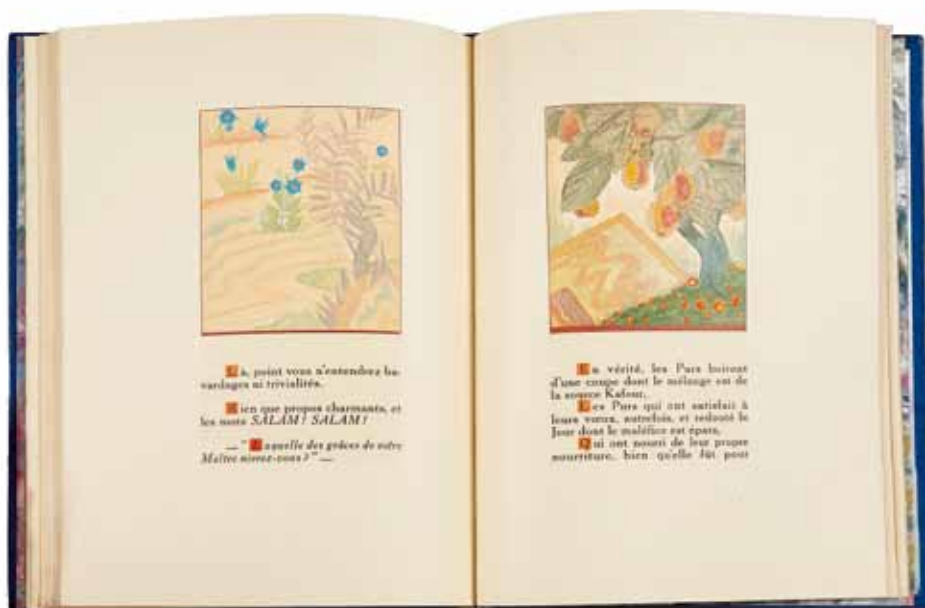 Là, point vous n'entendrez ba-
vardages ni trivialités.
Rien que propos charmants, et
les mots SALAM! SALAM!
—" Laquelle des grâces de votre
Maître nierez-vous ? " —
En vérité, les Purs boiront
d'une coupe dont le mélange est de
la source Kafour,
Les Purs qui ont satisfait à
leurs vœux, autrefois, et redouté le
Jour dont le maléfice est épars,
Qui ont nourri de leur propre
nourriture, bien qu'elle fût pour